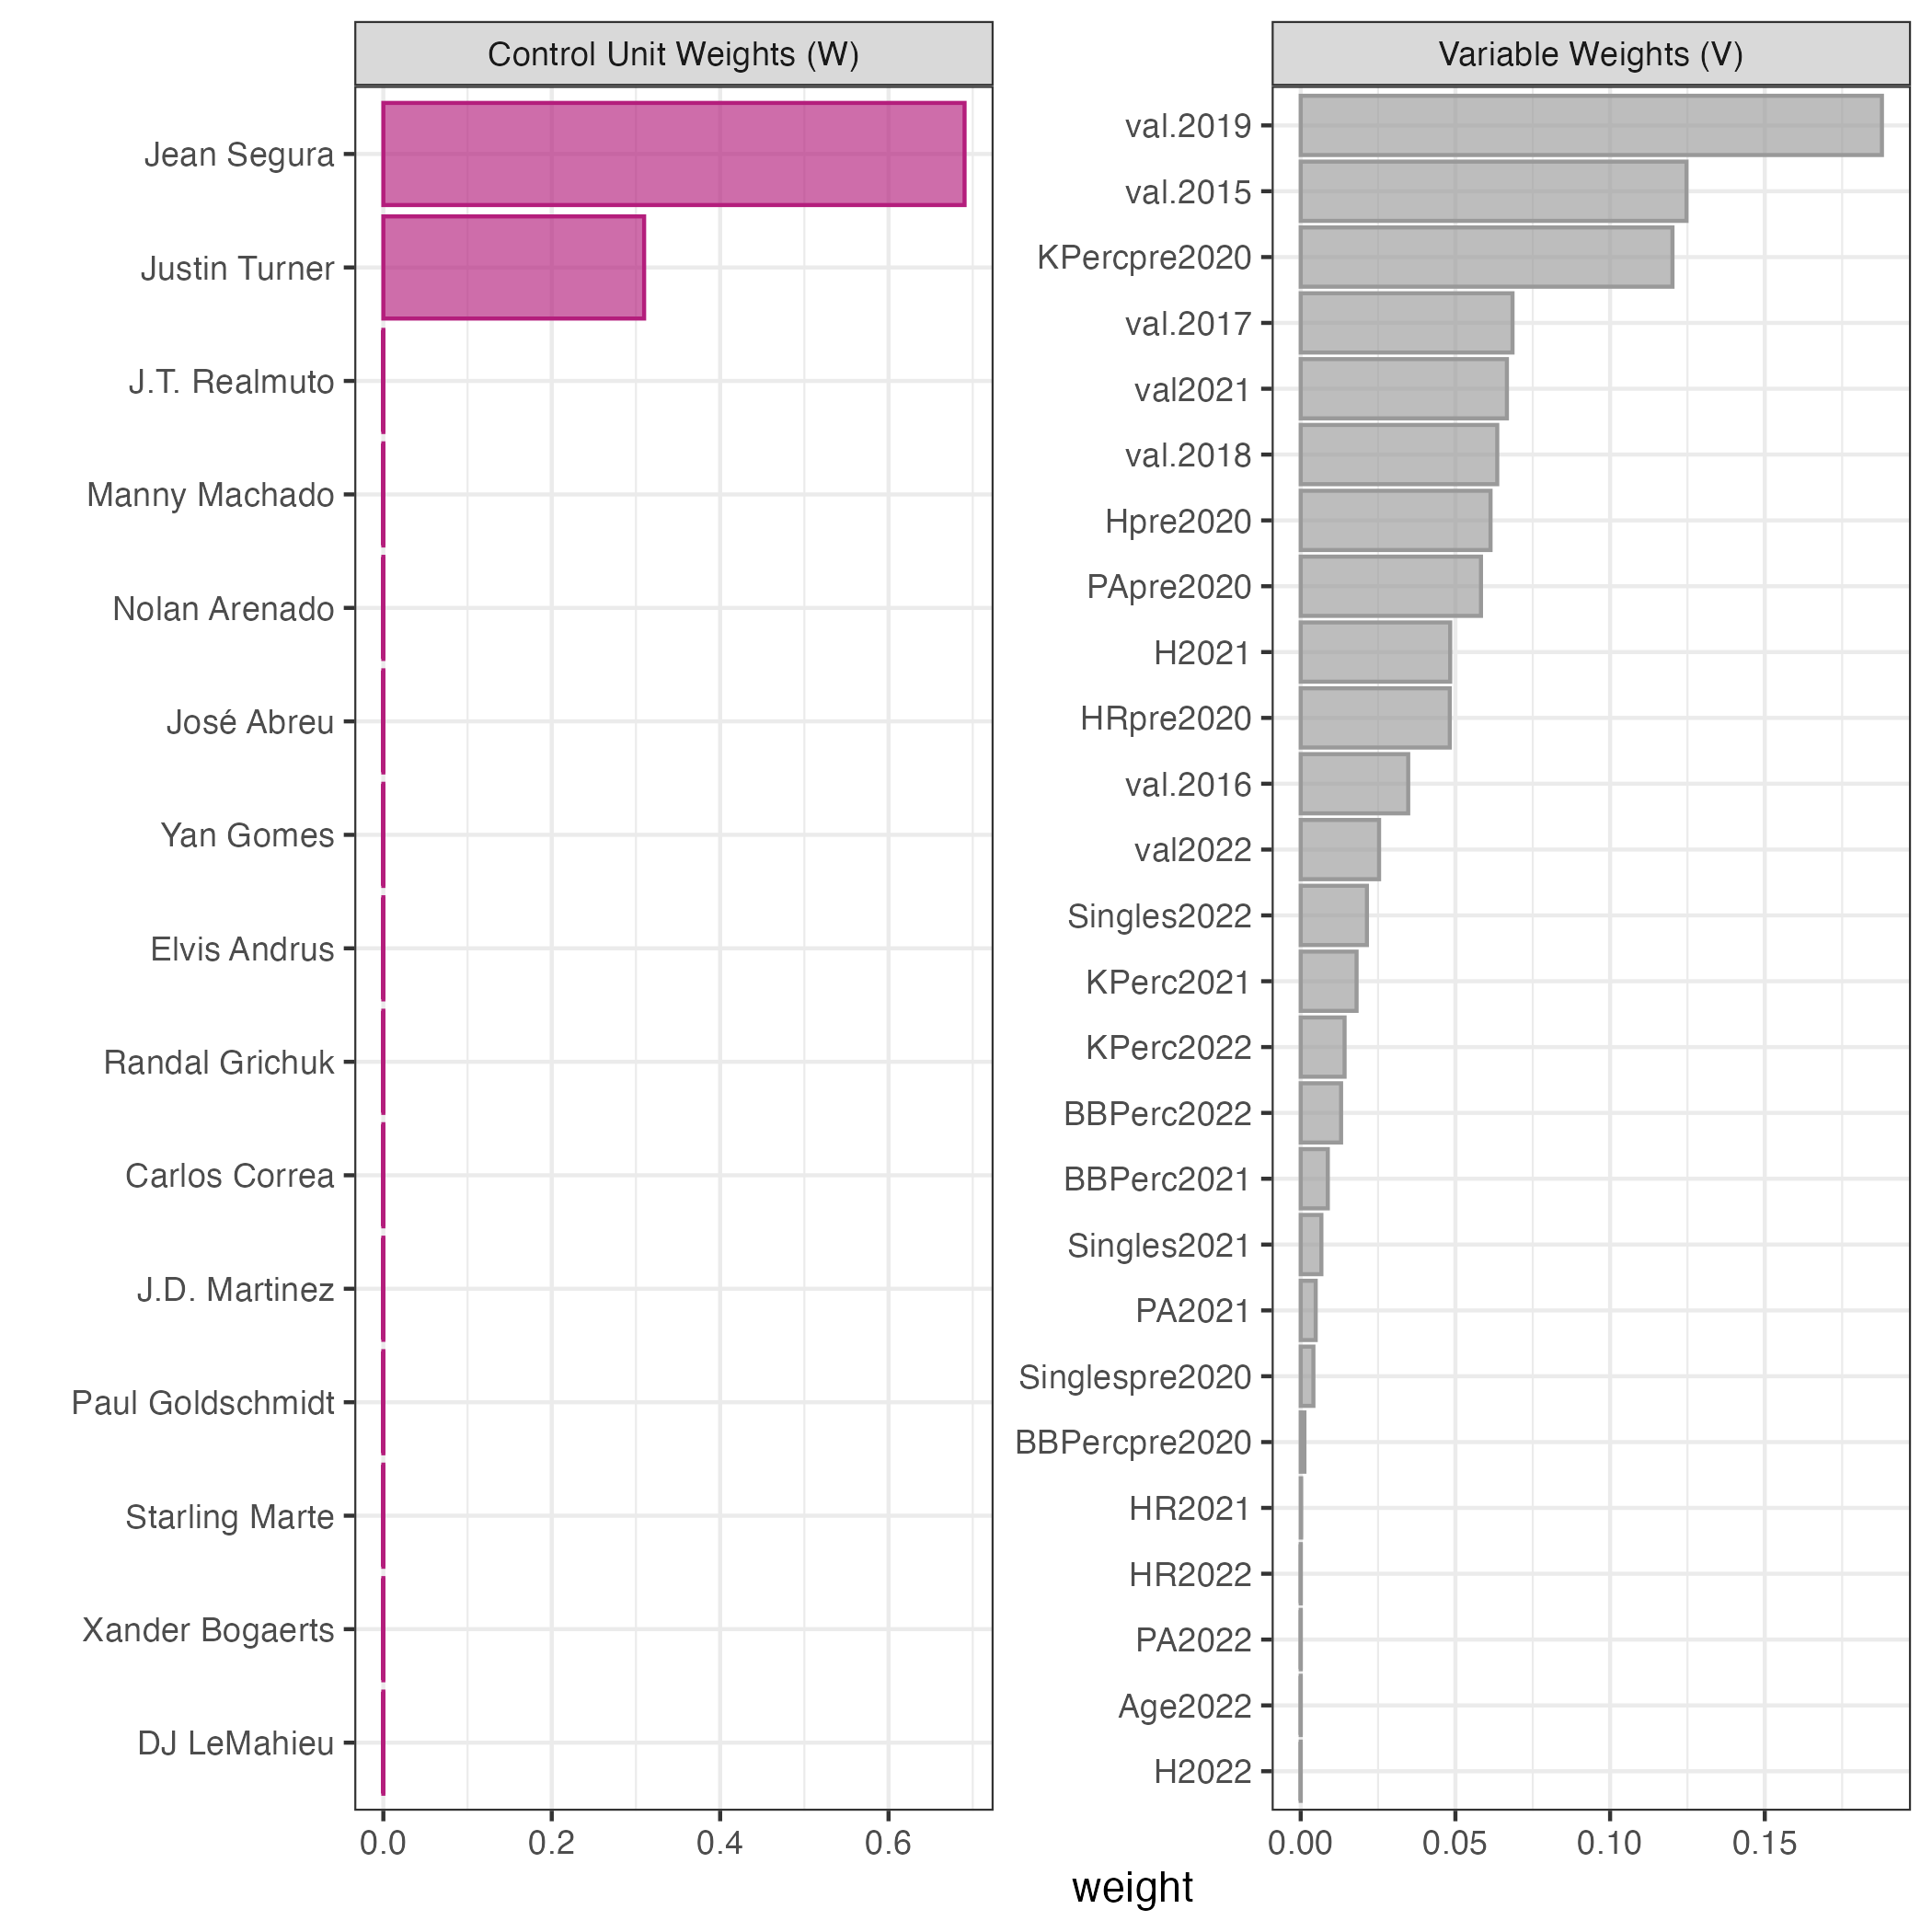 Control Unit Weights (W)
Jean Segura
Justin Turner
J.T. Realmuto
Manny Machado
Nolan Arenado
José Abreu
Yan Gomes
Elvis Andrus
Randal Grichuk
Carlos Correa
J.D. Martinez
Paul Goldschmidt
Starling Marte
Xander Bogaerts
DJ LeMahieu
0.0 0.2 0.4 0.6
Variable Weights (V)
val.2019
val.2015
KPercpre2020
val.2017
val2021
val.2018
Hpre2020
PApre2020
H2021
HRpre2020
val.2016
val2022
Singles2022
KPerc2021
KPerc2022
BBPerc2022
BBPerc2021
Singles2021
PA2021
Singlespre2020
BBPercpre2020
HR2021
HR2022
PA2022
Age2022
H2022
0.00 0.05 0.10 0.15
weight